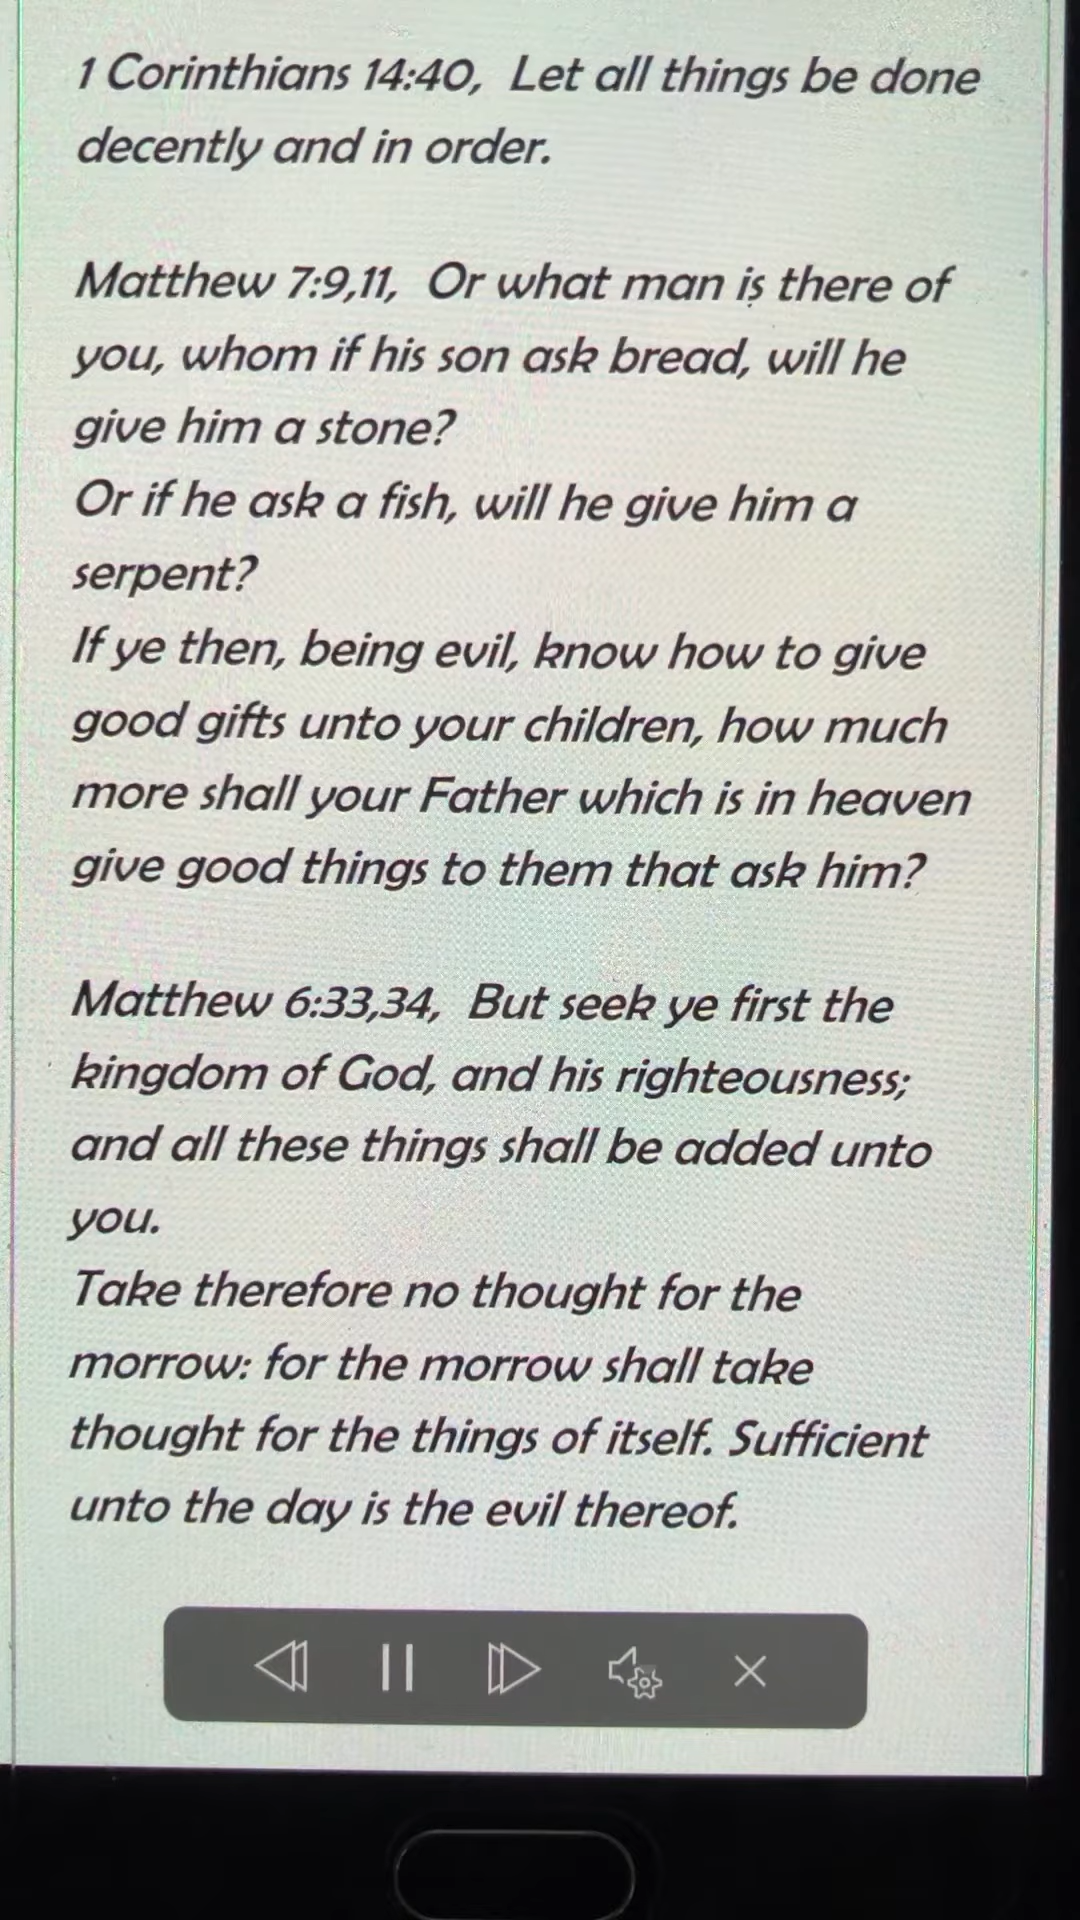 1 Corinthians 14:40,  Let all things be done
decently and in order.
Matthew 7:9,11,  Or what man is there of
you, whom if his son ask bread, will he
give him a stone?
Or if he ask a fish, will he give him a
serpent?
If ye then, being evil, know how to give
good gifts unto your children, how much
more shall your Father which is in heaven
give good things to them that ask him?
Matthew 6:33,34,  But seek ye first the
kingdom of God, and his righteousness;
and all these things shall be added unto
you.
Take therefore no thought for the
morrow: for the morrow shall take
thought for the things of itself. Sufficient
unto the day is the evil thereof.